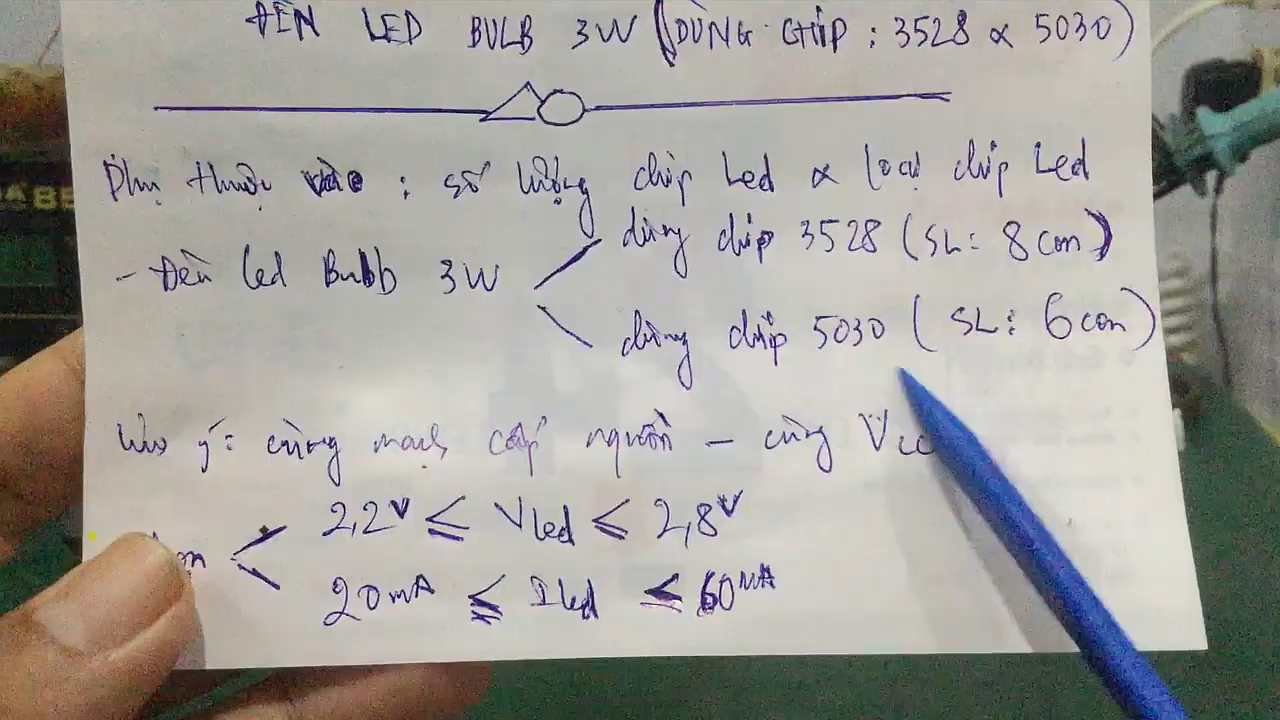 ĐÈN LED BULB 3W (DÙNG CHIP : 3528 & 5030)
Phụ thuộc vào : số lượng chip Led & loại chip Led
- Đèn led Bubb 3W
dùng chip 3528 (SL: 8 con)
dùng chip 5030 (SL: 6 con)
Lưu ý: cùng mạch cấp nguồn - cùng Vcc
2,2V ≤ Vled ≤ 2,8V
20mA ≤ Iled ≤ 60mA